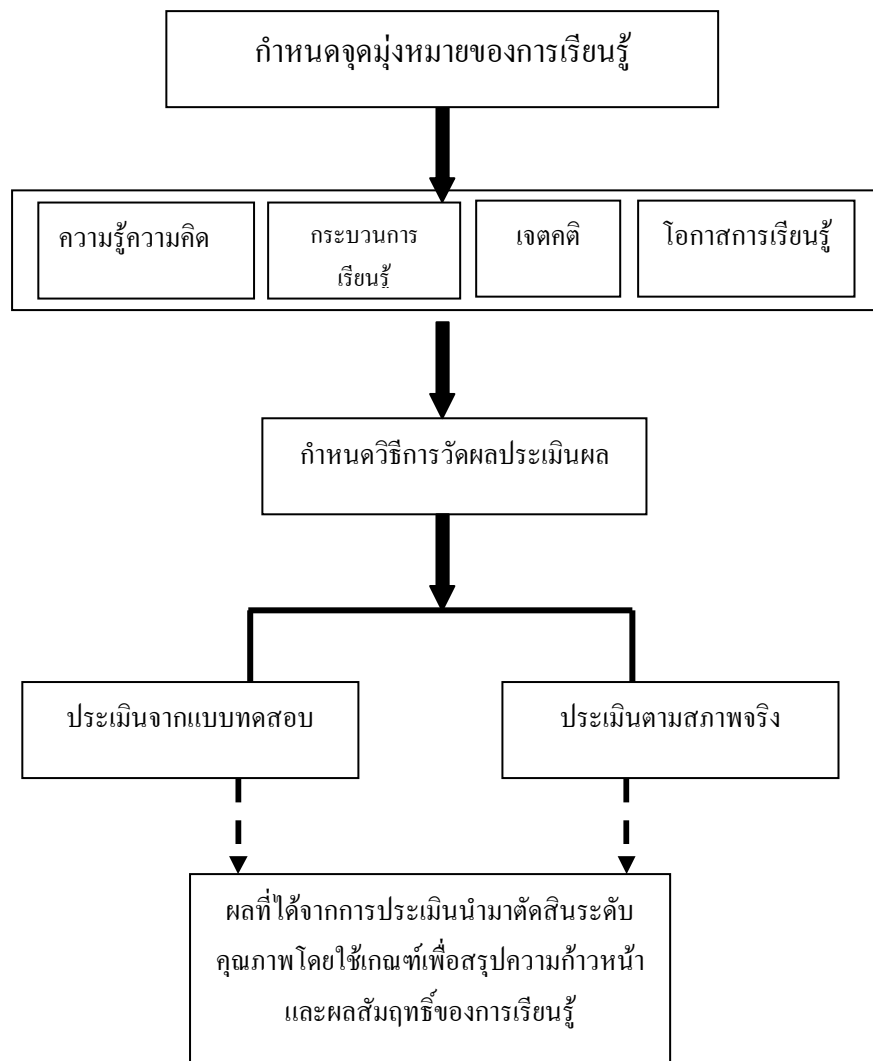 กำหนดจุดมุ่งหมายของการเรียนรู้
ความรู้ความคิด
กระบวนการ
เรียนรู้
เจตคติ
โอกาสการเรียนรู้
กำหนดวิธีการวัดผลประเมินผล
ประเมินจากแบบทดสอบ
ประเมินตามสภาพจริง
ผลที่ได้จากการประเมินนำมาตัดสินระดับ
คุณภาพโดยใช้เกณฑ์เพื่อสรุปความก้าวหน้า
และผลสัมฤทธิ์ของการเรียนรู้